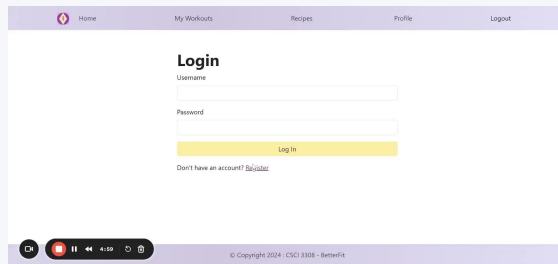 Home My Workouts Recipes Profile Logout
Login
Username
Password
Log In
Don't have an account? Register
4:59
© Copyright 2024 : CSCI 3308 - BetterFit